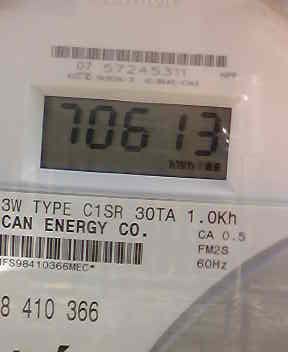 07 57245311
70613
3W TYPE C1SR 30TA 1.0Kh
CAN ENERGY CO.
CA 0.5
FM2S
60Hz
IFS98410366MEC*
8 410 366